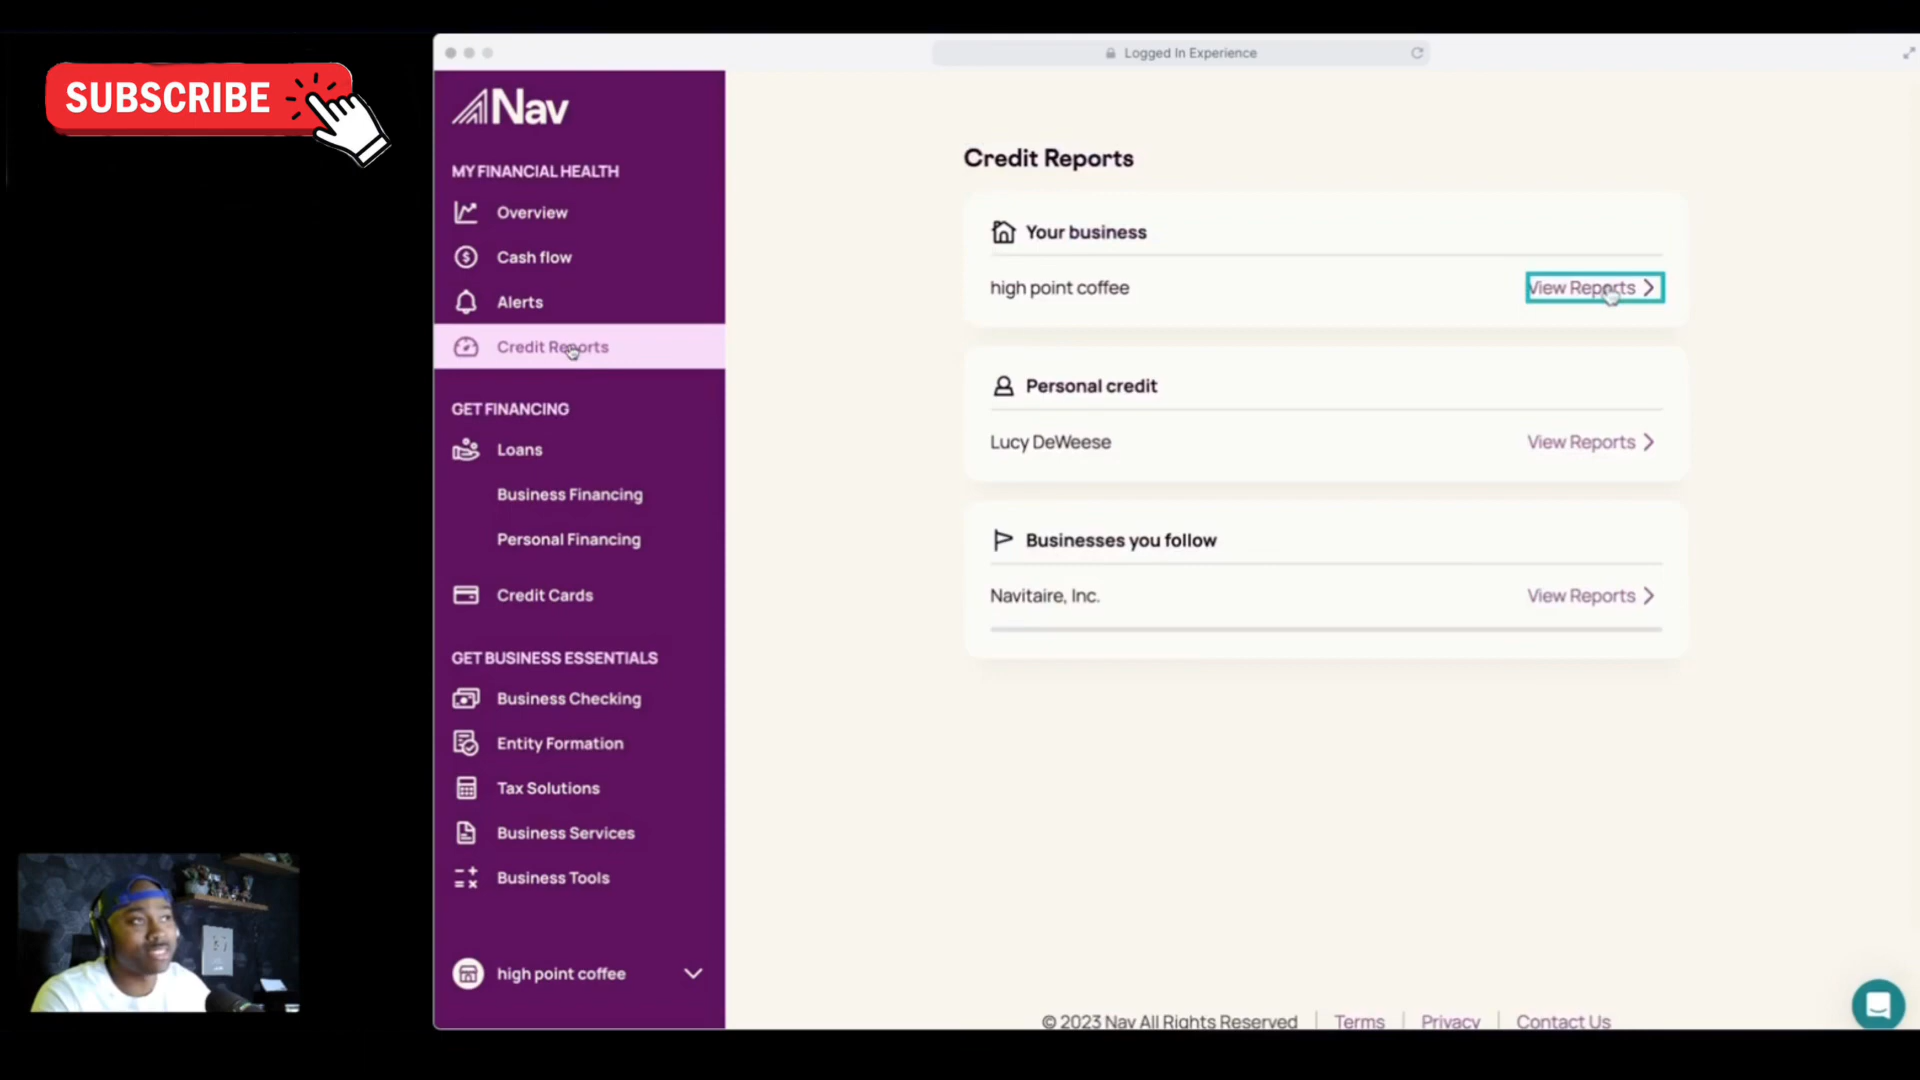 SUBSCRIBE
Logged In Experience
Nav
MY FINANCIAL HEALTH
Overview
Cash flow
Alerts
Credit Reports
GET FINANCING
Loans
Business Financing
Personal Financing
Credit Cards
GET BUSINESS ESSENTIALS
Business Checking
Entity Formation
Tax Solutions
Business Services
Business Tools
high point coffee
Credit Reports
Your business
high point coffee View Reports
Personal credit
Lucy DeWeese View Reports
Businesses you follow
Navitaire, Inc. View Reports
© 2023 Nav All Rights Reserved Terms Privacy Contact Us